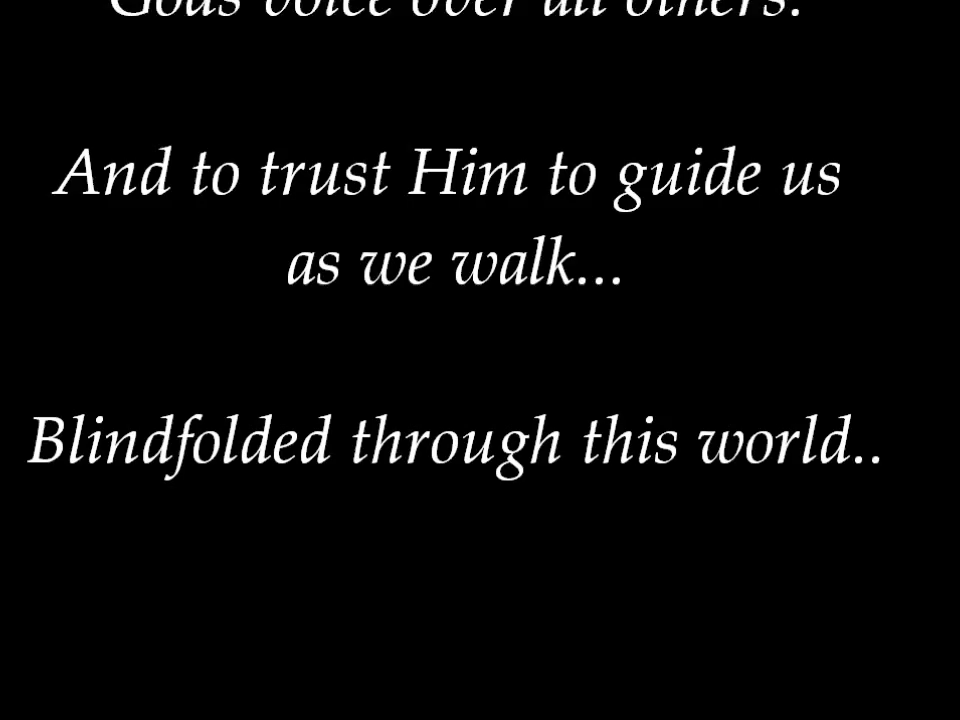 Gods voice over all others.
And to trust Him to guide us
as we walk...
Blindfolded through this world..